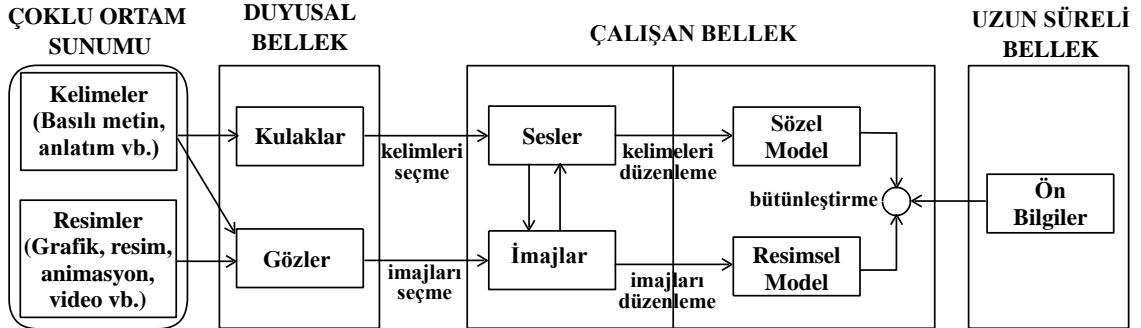 ÇOKLU ORTAM
SUNUMU
DUYUSAL
BELLEK
ÇALIŞAN BELLEK
UZUN SÜRELİ
BELLEK
Kelimeler
(Basılı metin,
anlatım vb.)
Resimler
(Grafik, resim,
animasyon,
video vb.)
Kulaklar
Gözler
kelimleri
seçme
imajları
seçme
Sesler
İmajlar
kelimeleri
düzenleme
imajları
düzenleme
Sözel
Model
bütünleştirme
Resimsel
Model
Ön
Bilgiler